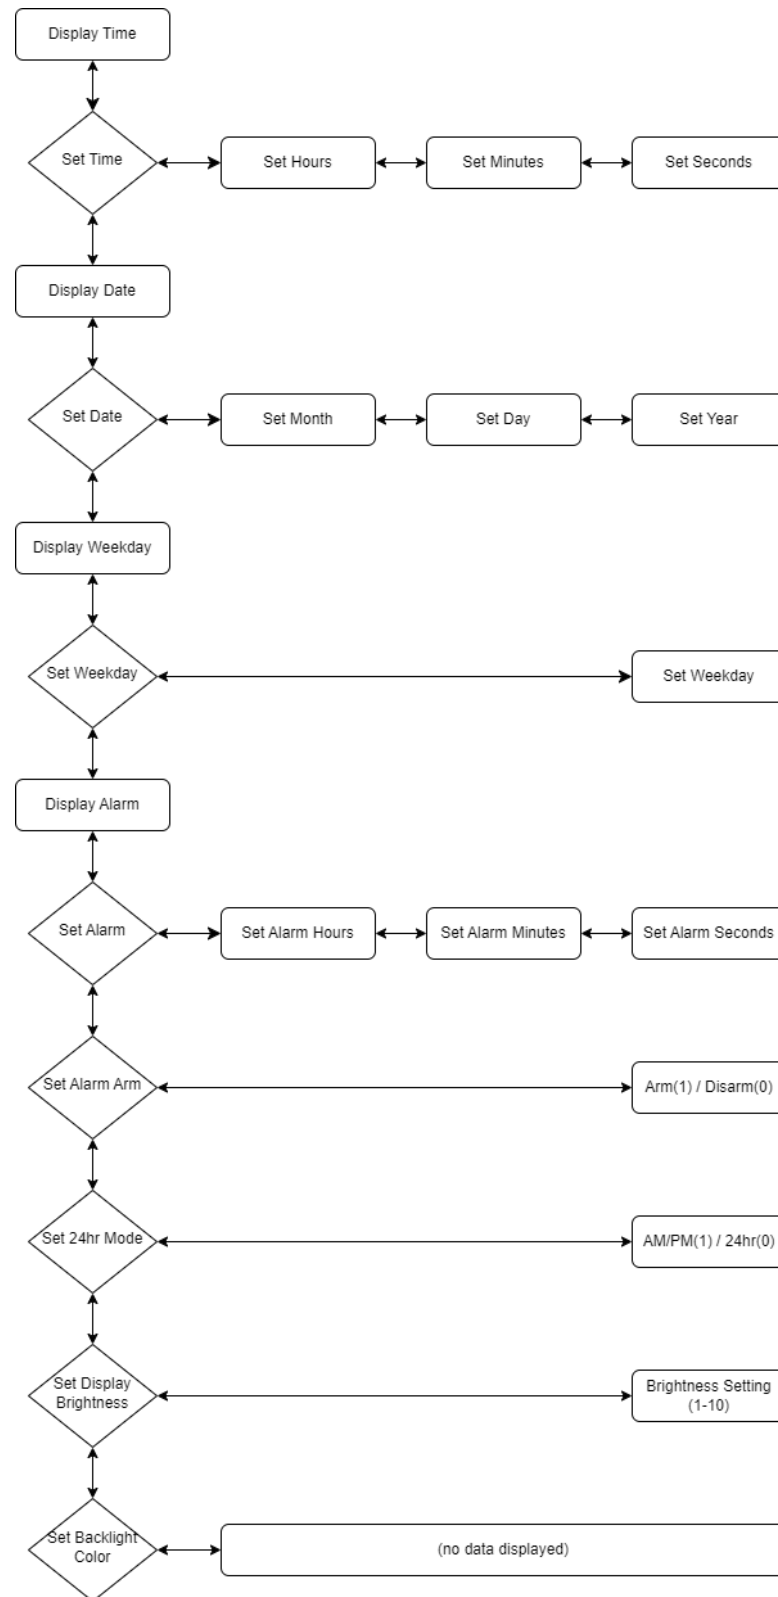 Display Time
Set Time
Set Hours
Set Minutes
Set Seconds
Display Date
Set Date
Set Month
Set Day
Set Year
Display Weekday
Set Weekday
Set Weekday
Display Alarm
Set Alarm
Set Alarm Hours
Set Alarm Minutes
Set Alarm Seconds
Set Alarm Arm
Arm(1) / Disarm(0)
Set 24hr Mode
AM/PM(1) / 24hr(0)
Set Display
Brightness
Brightness Setting
(1-10)
Set Backlight
Color
(no data displayed)